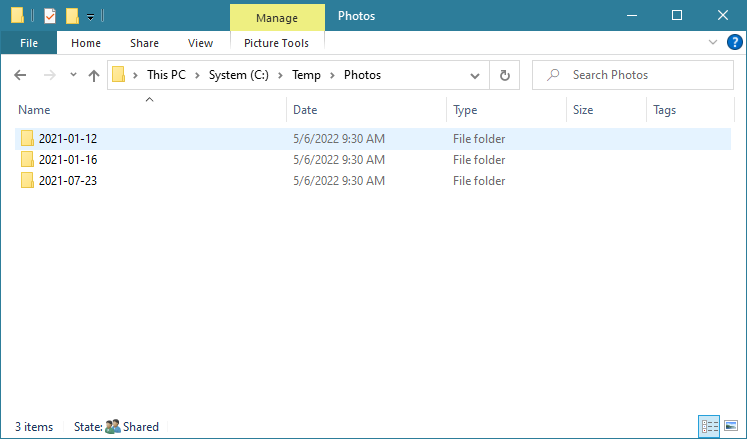 Manage Photos
File Home Share View Picture Tools
This PC System (C:) Temp Photos Search Photos
Name Date Type Size Tags
2021-01-12 5/6/2022 9:30 AM File folder
2021-01-16 5/6/2022 9:30 AM File folder
2021-07-23 5/6/2022 9:30 AM File folder
3 items State: Shared